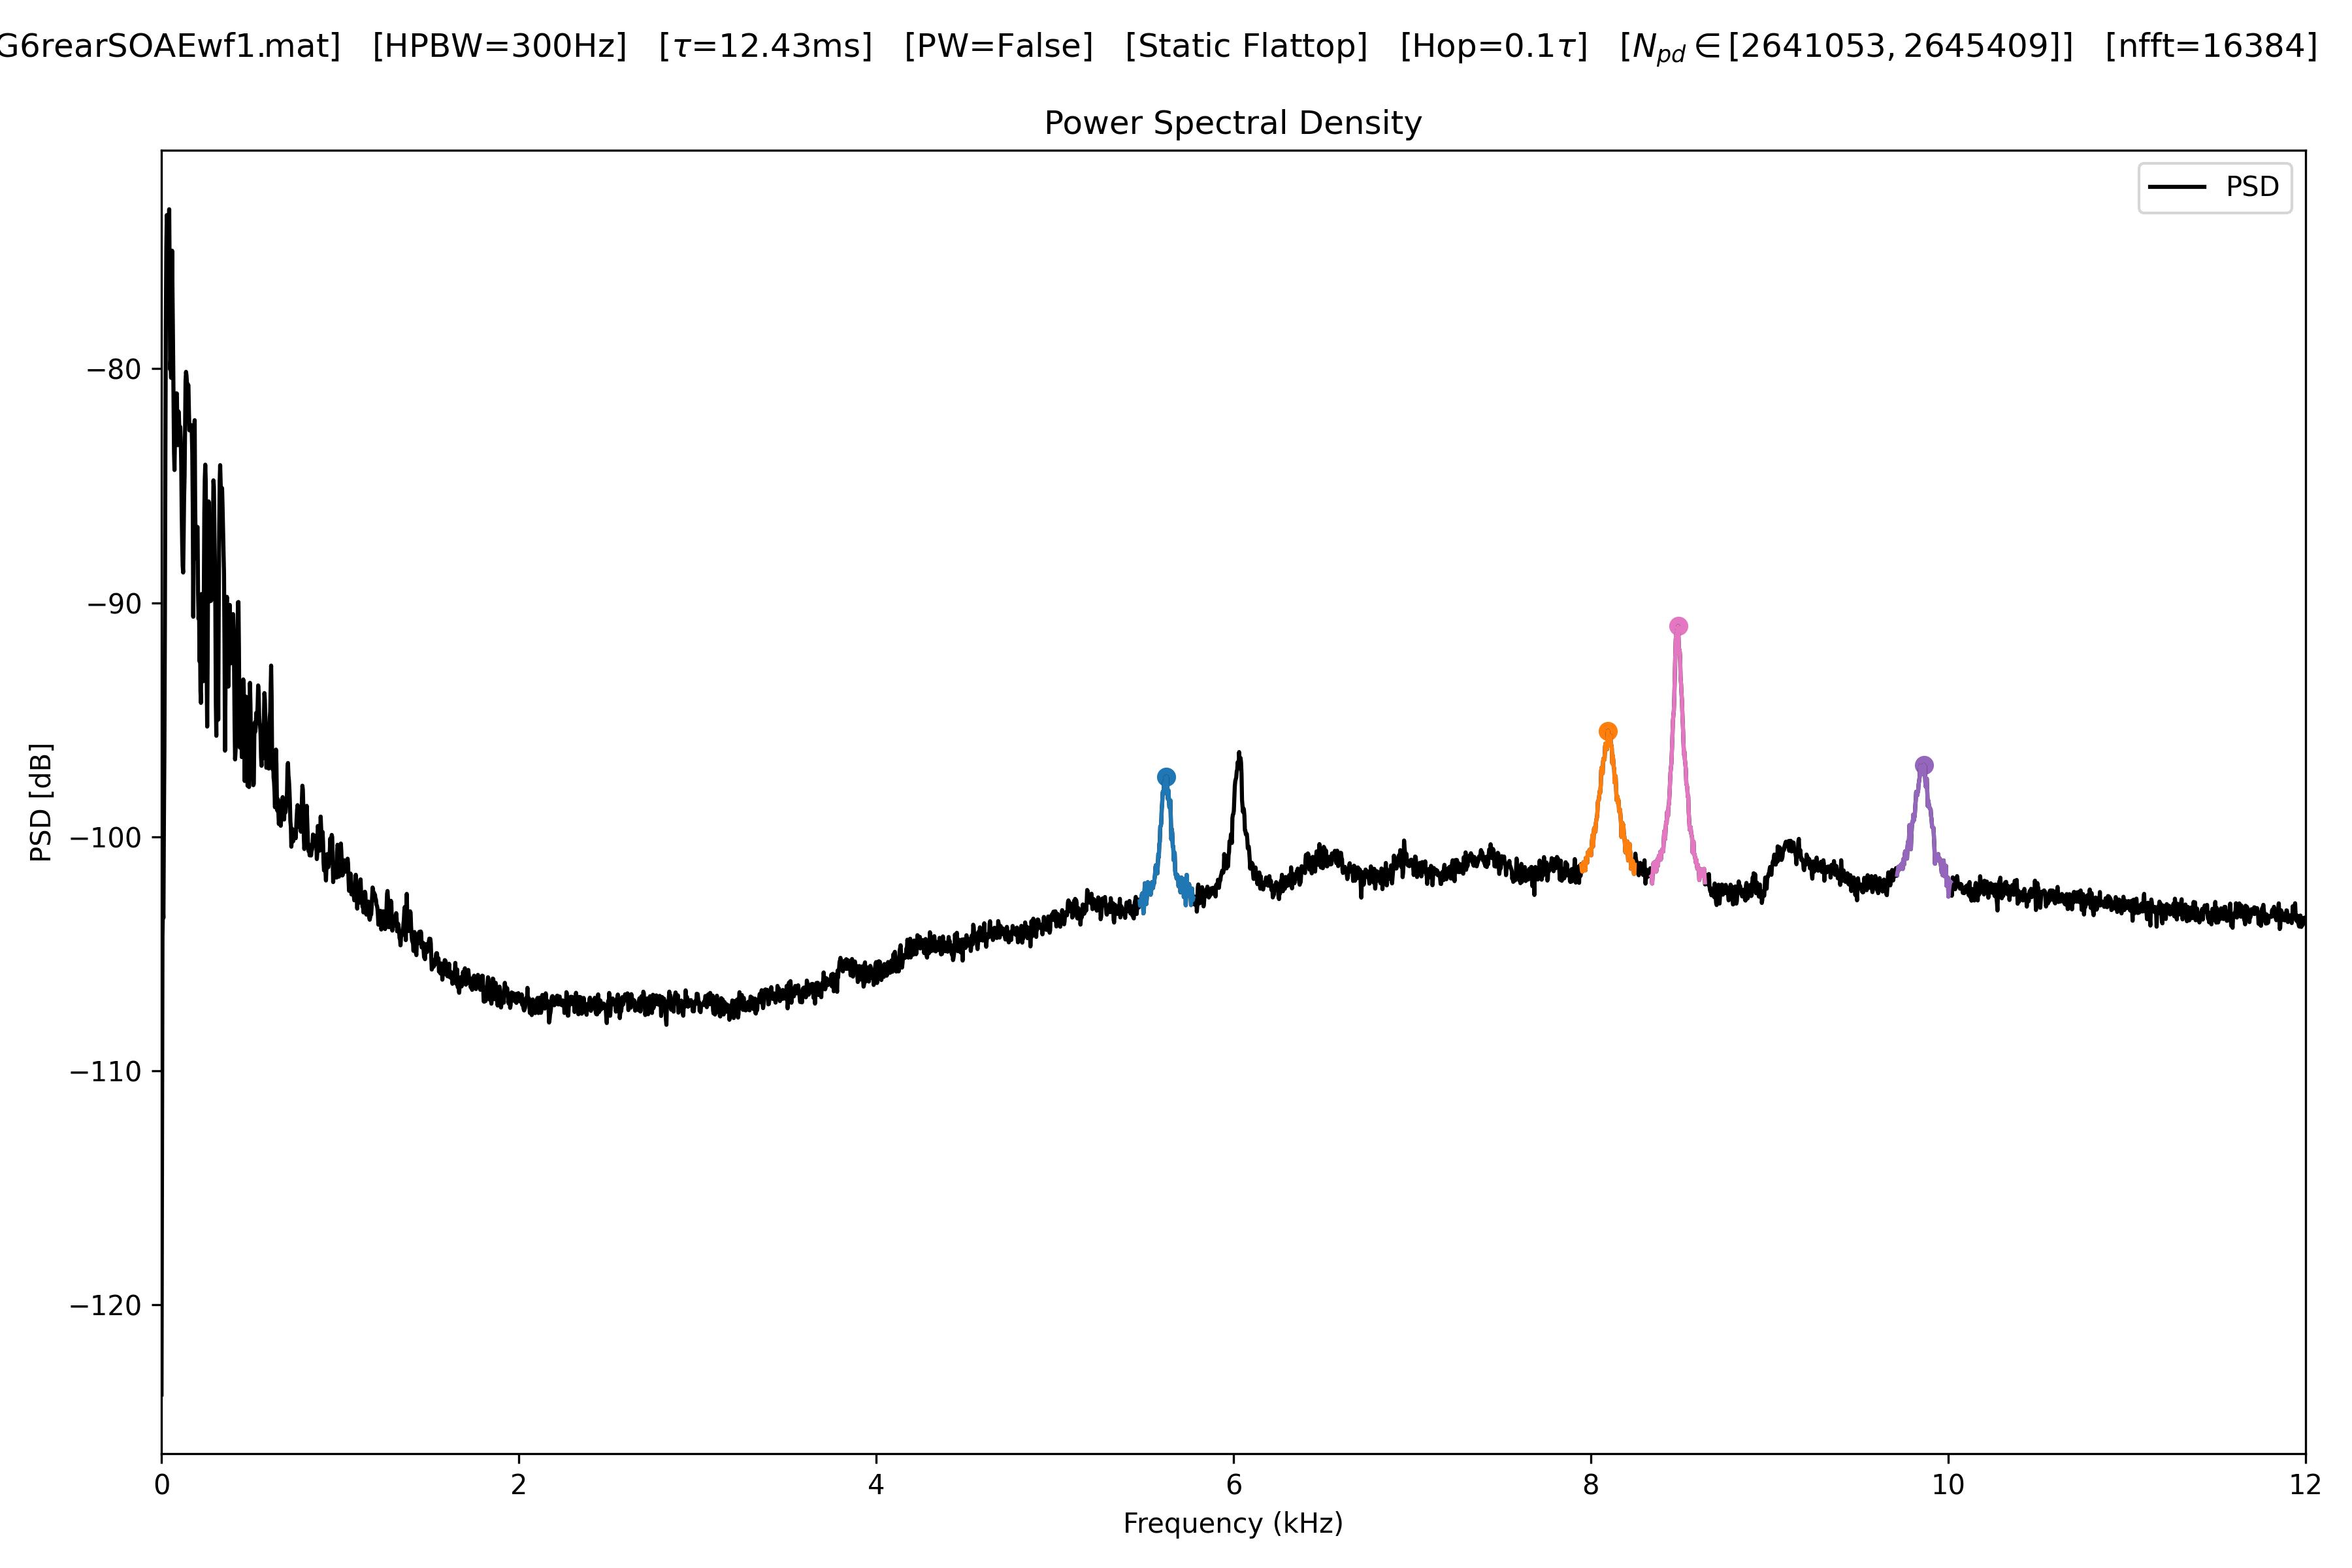 G6rearSOAEwf1.mat] [HPBW=300Hz] [τ=12.43ms] [PW=False] [Static Flattop] [Hop=0.1τ] [N_pd ∈ [2641053, 2645409]] [nfft=16384]
Power Spectral Density
PSD
−80
−90
−100
−110
−120
PSD [dB]
0 2 4 6 8 10 12
Frequency (kHz)